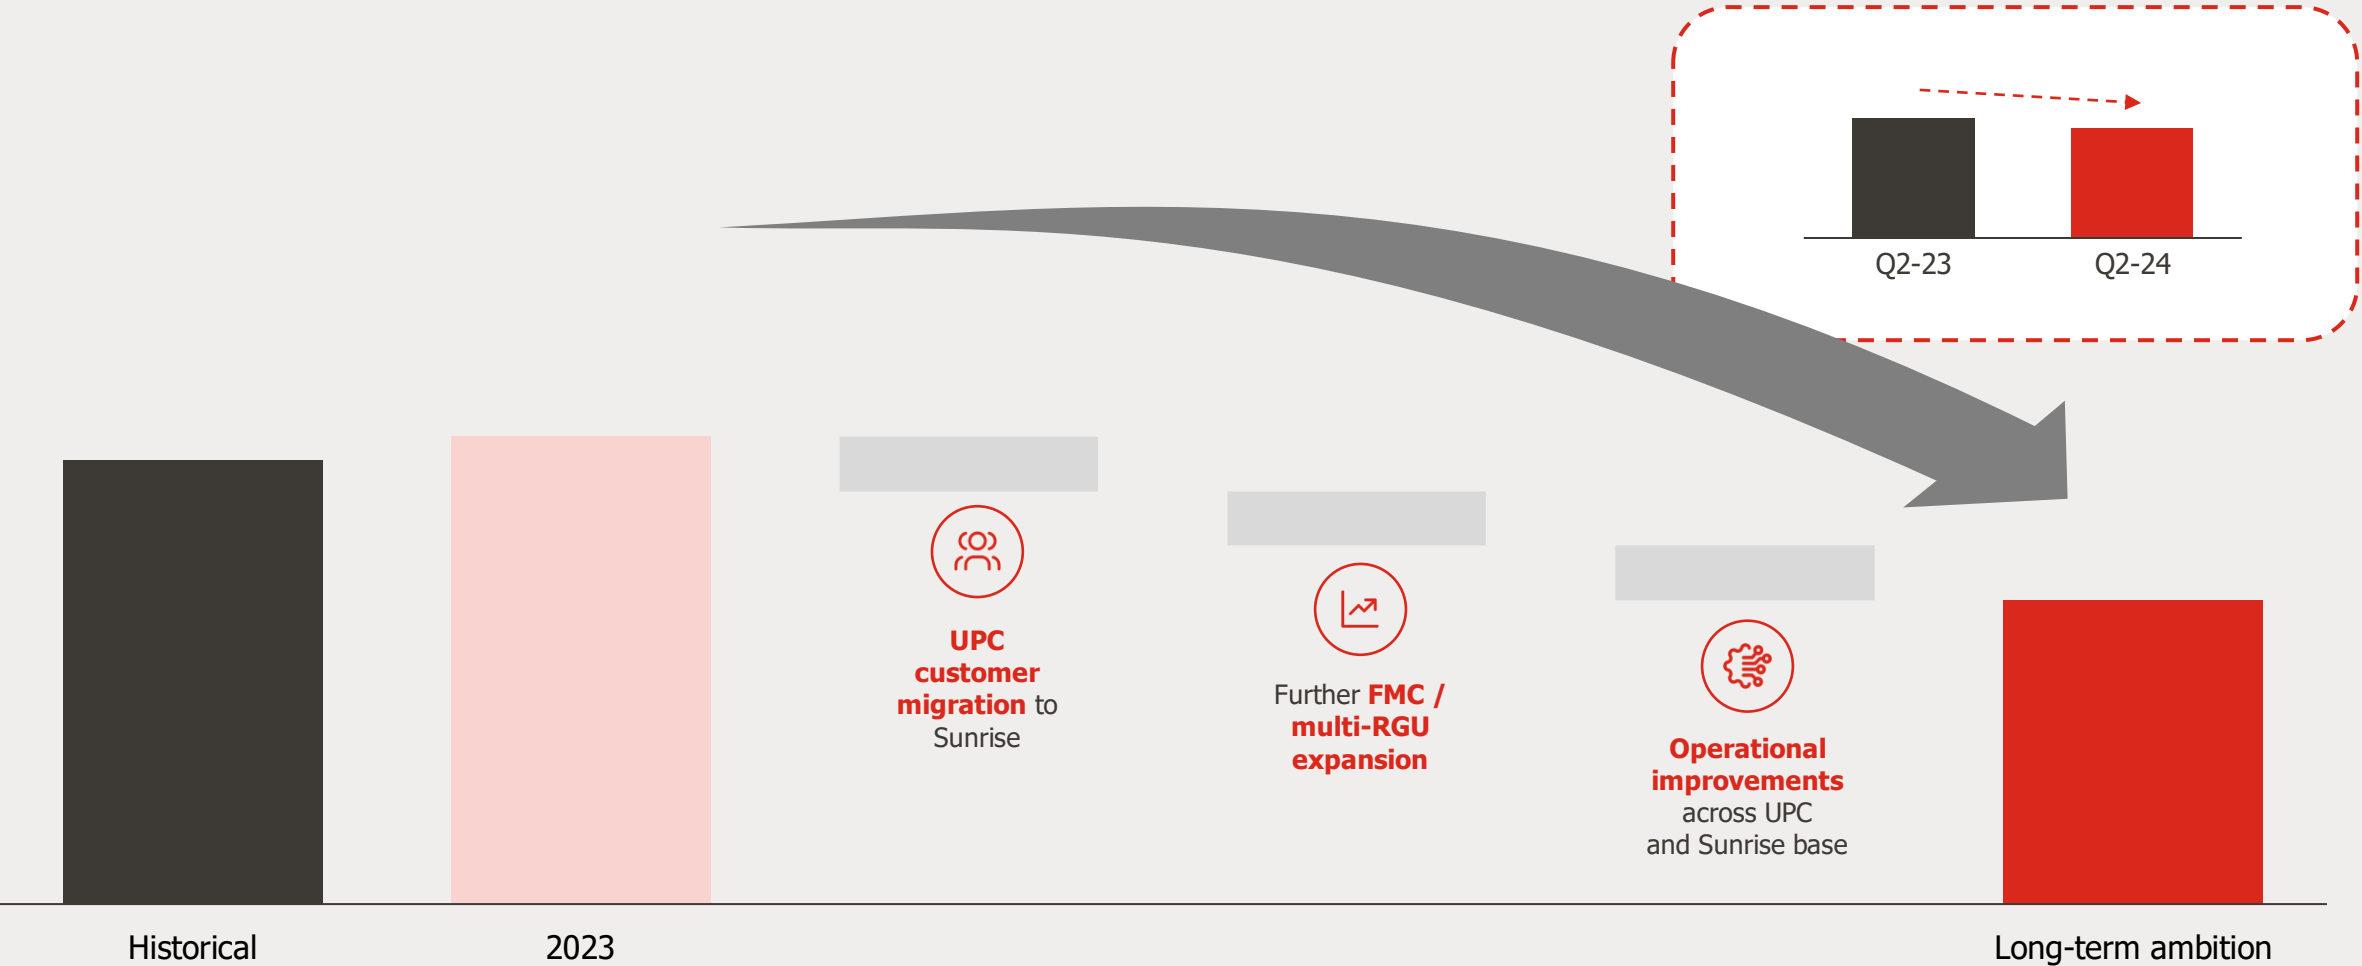 Q2-23
Q2-24
UPC
customer
migration to
Sunrise
Further FMC /
multi-RGU
expansion
Operational
improvements
across UPC
and Sunrise base
Historical
2023
Long-term ambition